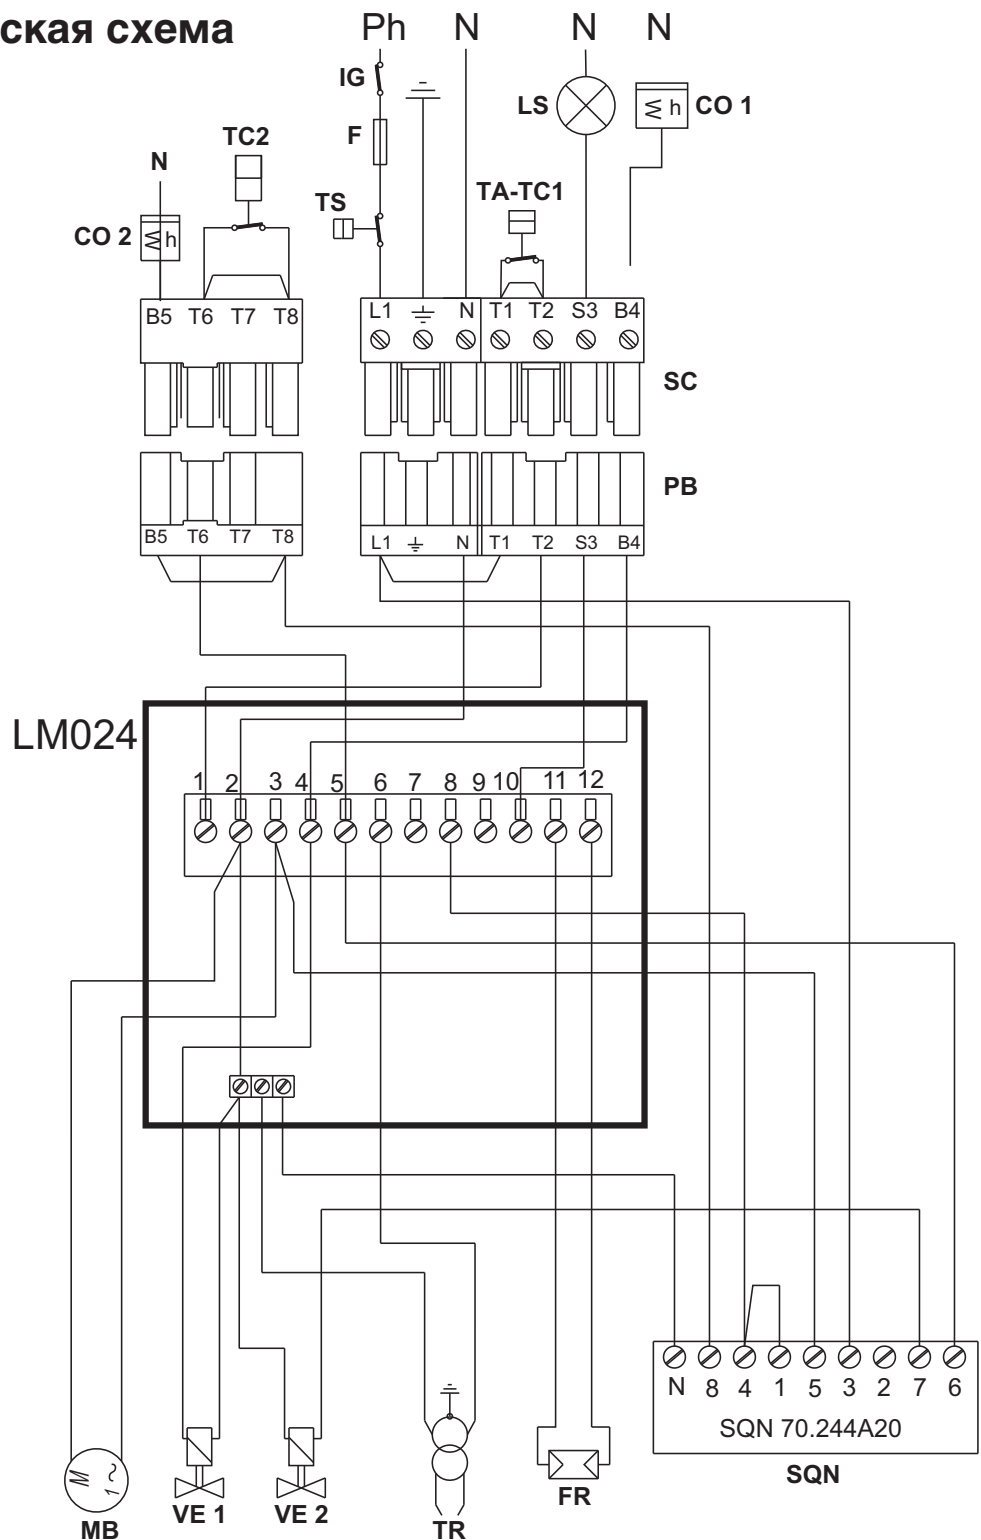 ская схема
Ph N N N
IG
LS
CO 1
h
F
TC2
N
TS
TA-TC1
CO 2
h
B5 T6 T7 T8
L1 N T1 T2 S3 B4
SC
PB
B5 T6 T7 T8
L1 N T1 T2 S3 B4
LM024
1 2 3 4 5 6 7 8 9 10 11 12
N 8 4 1 5 3 2 7 6
SQN 70.244A20
SQN
M
1 ~
FR
VE 1
VE 2
MB
TR